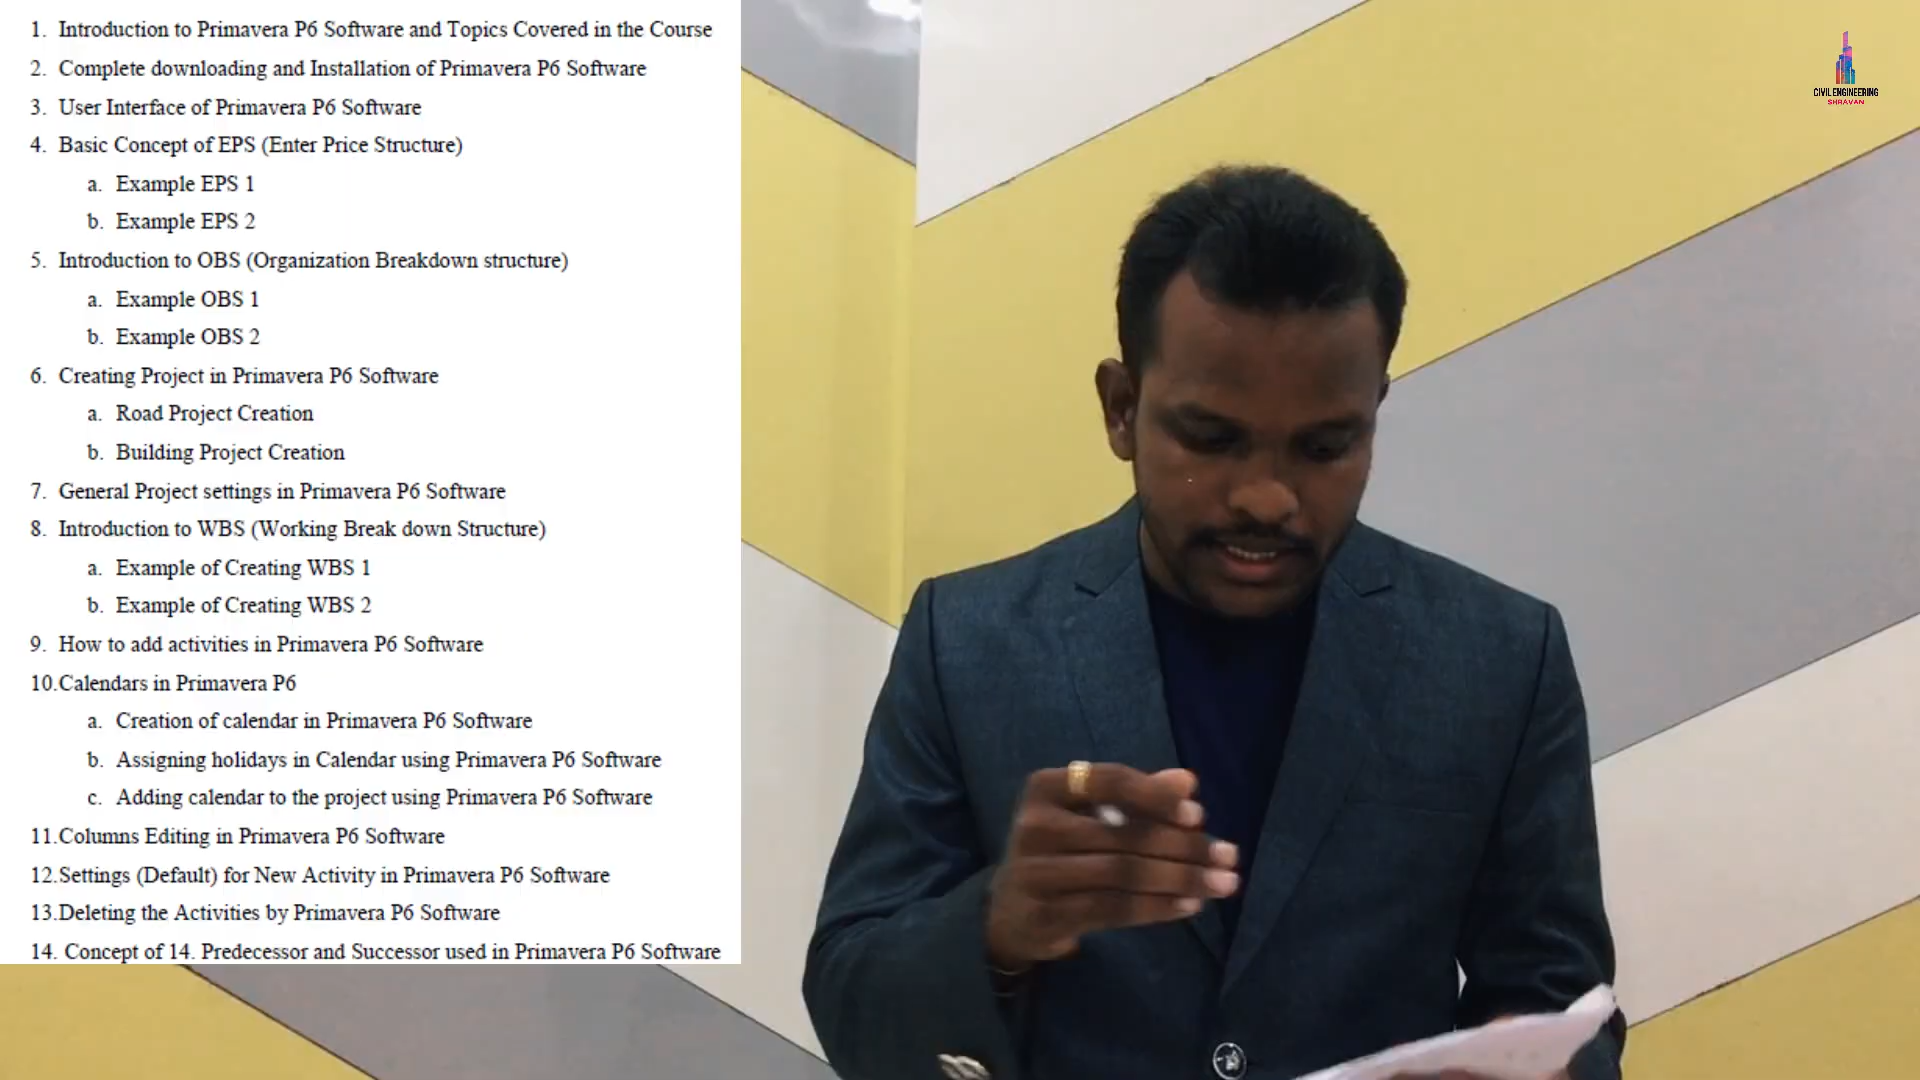 1. Introduction to Primavera P6 Software and Topics Covered in the Course
2. Complete downloading and Installation of Primavera P6 Software
3. User Interface of Primavera P6 Software
4. Basic Concept of EPS (Enter Price Structure)
a. Example EPS 1
b. Example EPS 2
5. Introduction to OBS (Organization Breakdown structure)
a. Example OBS 1
b. Example OBS 2
6. Creating Project in Primavera P6 Software
a. Road Project Creation
b. Building Project Creation
7. General Project settings in Primavera P6 Software
8. Introduction to WBS (Working Break down Structure)
a. Example of Creating WBS 1
b. Example of Creating WBS 2
9. How to add activities in Primavera P6 Software
10.Calendars in Primavera P6
a. Creation of calendar in Primavera P6 Software
b. Assigning holidays in Calendar using Primavera P6 Software
c. Adding calendar to the project using Primavera P6 Software
11.Columns Editing in Primavera P6 Software
12.Settings (Default) for New Activity in Primavera P6 Software
13.Deleting the Activities by Primavera P6 Software
14. Concept of 14. Predecessor and Successor used in Primavera P6 Software
CIVIL ENGINEERING
SHRAVAN